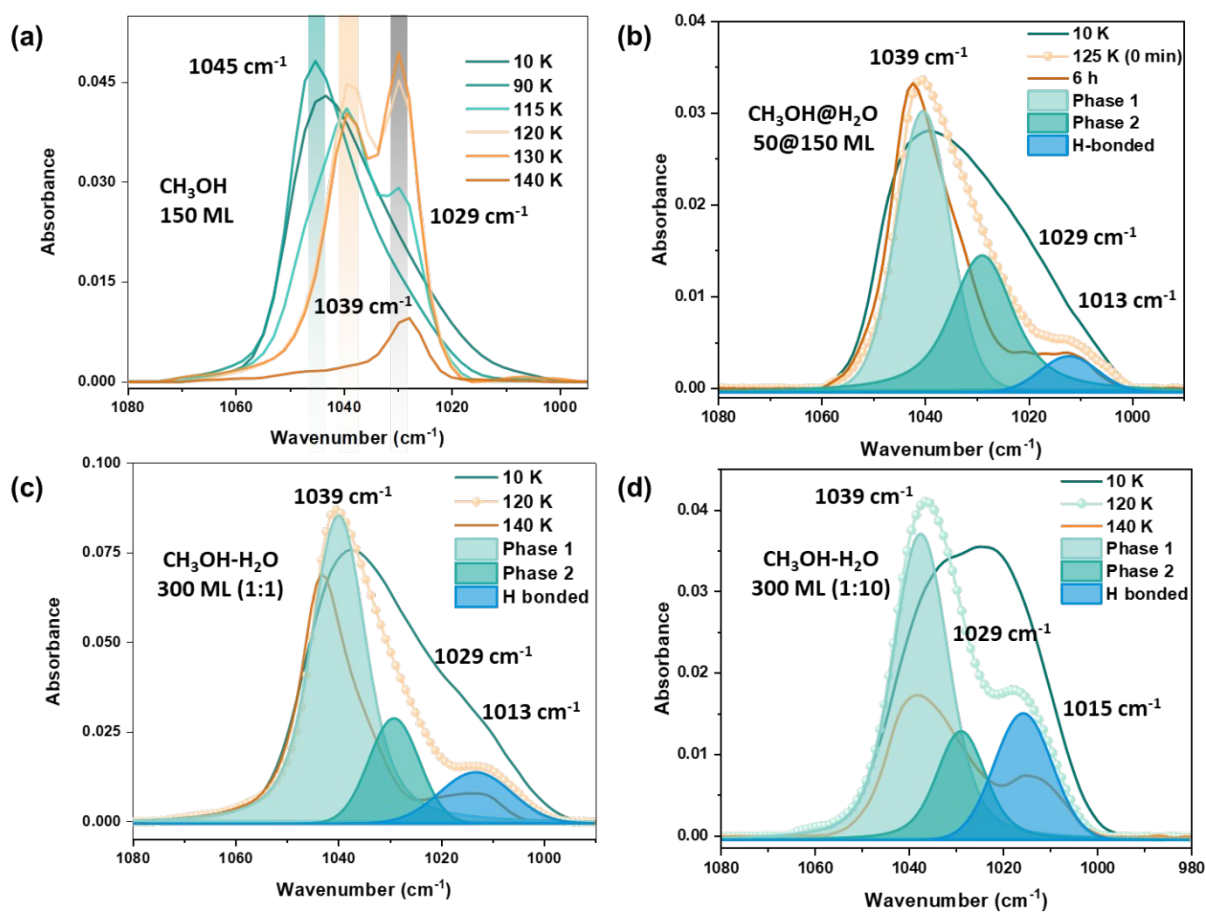 (a)
1045 cm⁻¹
10 K
90 K
115 K
120 K
130 K
140 K
CH₃OH
150 ML
1029 cm⁻¹
1039 cm⁻¹
0.045
0.030
0.015
0.000
Absorbance
1080
1060
1040
1020
1000
Wavenumber (cm⁻¹)
(b)
1039 cm⁻¹
10 K
125 K (0 min)
6 h
Phase 1
Phase 2
H-bonded
CH₃OH@H₂O
50@150 ML
1029 cm⁻¹
1013 cm⁻¹
0.04
0.03
0.02
0.01
0.00
Absorbance
1080
1060
1040
1020
1000
Wavenumber (cm⁻¹)
(c)
1039 cm⁻¹
10 K
120 K
140 K
Phase 1
Phase 2
H bonded
CH₃OH-H₂O
300 ML (1:1)
1029 cm⁻¹
1013 cm⁻¹
0.100
0.075
0.050
0.025
0.000
Absorbance
1080
1060
1040
1020
1000
Wavenumber (cm⁻¹)
(d)
1039 cm⁻¹
10 K
120 K
140 K
Phase 1
Phase 2
H bonded
CH₃OH-H₂O
300 ML (1:10)
1029 cm⁻¹
1015 cm⁻¹
0.04
0.03
0.02
0.01
0.00
Absorbance
1080
1060
1040
1020
1000
980
Wavenumber (cm⁻¹)